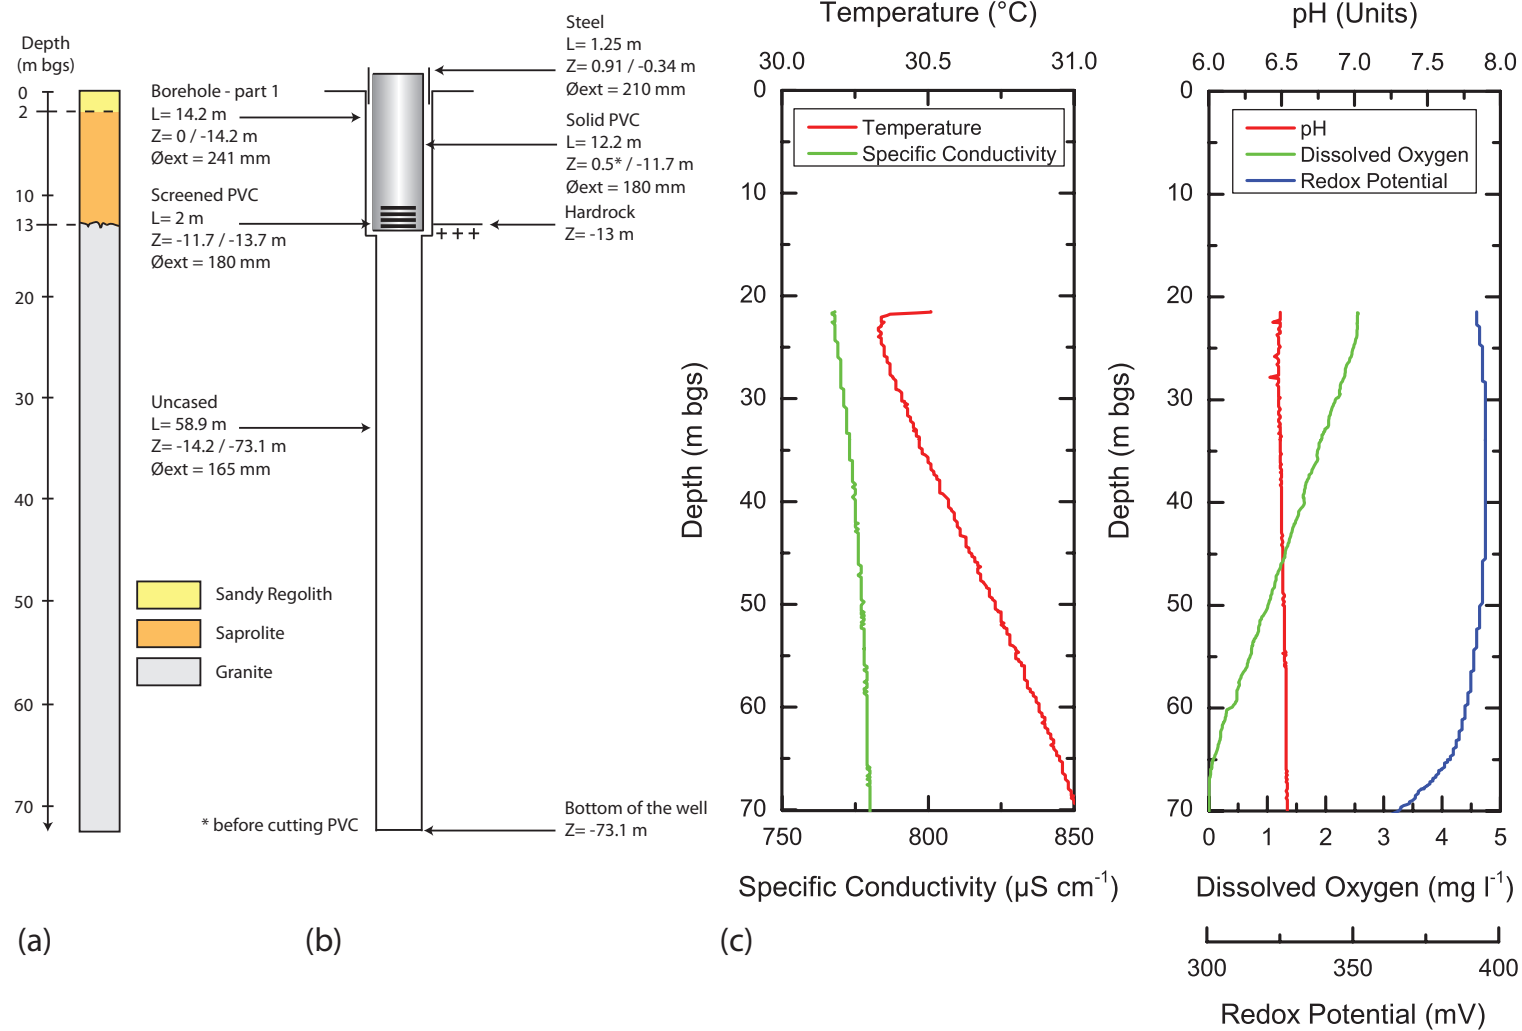 Depth
(m bgs)
0
2
10
13
20
30
40
50
60
70
Borehole - part 1
L= 14.2 m
Z= 0 / -14.2 m
Øext = 241 mm
Screened PVC
L= 2 m
Z= -11.7 / -13.7 m
Øext = 180 mm
Uncased
L= 58.9 m
Z= -14.2 / -73.1 m
Øext = 165 mm
Sandy Regolith
Saprolite
Granite
* before cutting PVC
Steel
L= 1.25 m
Z= 0.91 / -0.34 m
Øext = 210 mm
Solid PVC
L= 12.2 m
Z= 0.5* / -11.7 m
Øext = 180 mm
Hardrock
Z= -13 m
+ + +
Bottom of the well
Z= -73.1 m
(a)
(b)
(c)
Temperature (°C)
30.0 30.5 31.0
Temperature
Specific Conductivity
Depth (m bgs)
0
10
20
30
40
50
60
70
750 800 850
Specific Conductivity (µS cm-1)
pH (Units)
6.0 6.5 7.0 7.5 8.0
pH
Dissolved Oxygen
Redox Potential
Depth (m bgs)
0
10
20
30
40
50
60
70
0 1 2 3 4 5
Dissolved Oxygen (mg l-1)
300 350 400
Redox Potential (mV)